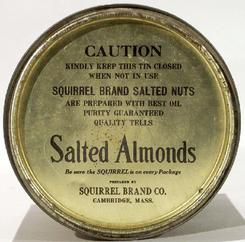 CAUTION
KINDLY KEEP THIS TIN CLOSED
WHEN NOT IN USE
SQUIRREL BRAND SALTED NUTS
ARE PREPARED WITH BEST OIL
PURITY GUARANTEED
QUALITY TELLS
Salted Almonds
Be sure the SQUIRREL is on every Package
PREPARED BY
SQUIRREL BRAND CO.
CAMBRIDGE, MASS.